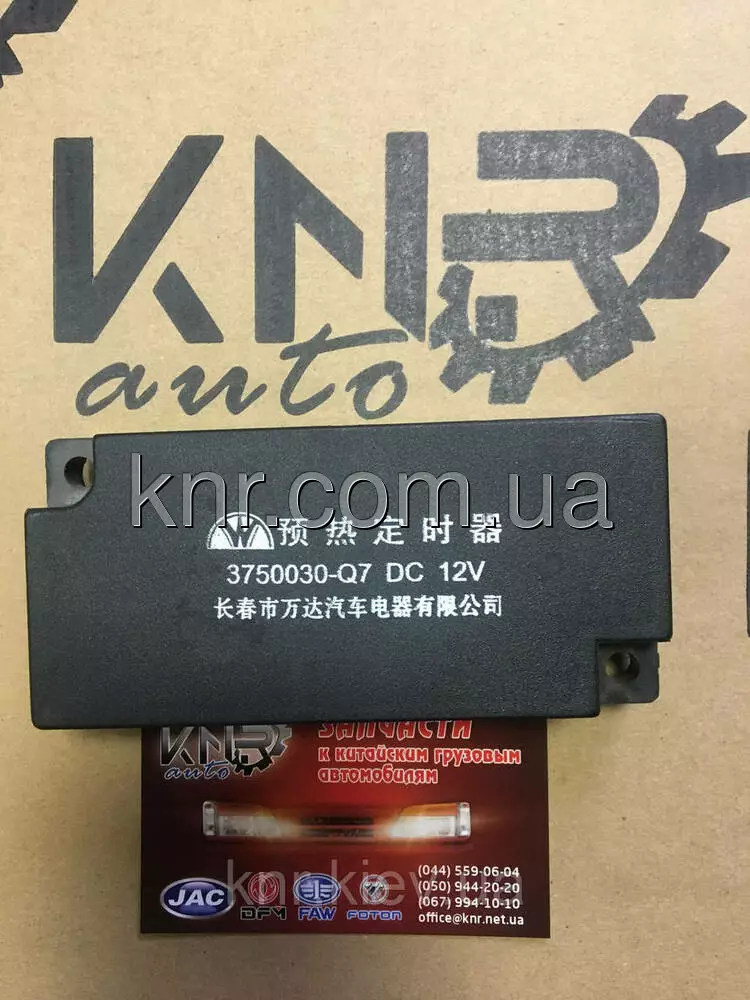 KNR
auto
knr.com.ua
预热定时器
3750030-Q7 DC 12V
长春市万达汽车电器有限公司
KNR
auto
ЗАПЧАСТИ
к китайским грузовым
автомобилям
knr.kiev.ua
JAC
DFM
FAW
FOTON
(044) 559-06-04
(050) 944-20-20
(067) 994-10-10
office@knr.net.ua